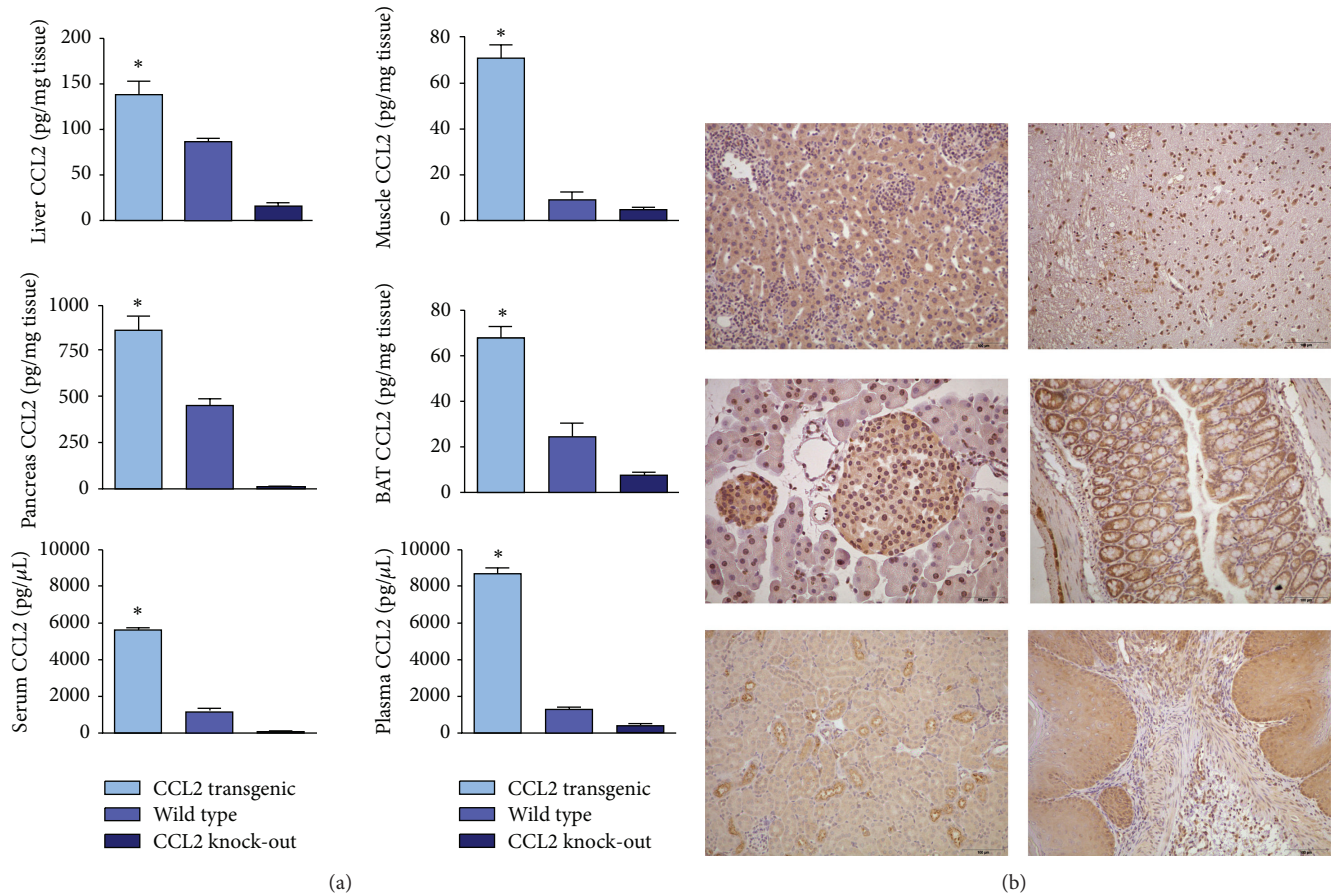 Liver CCL2 (pg/mg tissue)
200
150
100
50
0
*
Muscle CCL2 (pg/mg tissue)
80
60
40
20
0
*
Pancreas CCL2 (pg/mg tissue)
1000
750
500
250
0
*
BAT CCL2 (pg/mg tissue)
80
60
40
20
0
*
Serum CCL2 (pg/μL)
10000
8000
6000
4000
2000
0
*
Plasma CCL2 (pg/μL)
10000
8000
6000
4000
2000
0
*
CCL2 transgenic
Wild type
CCL2 knock-out
CCL2 transgenic
Wild type
CCL2 knock-out
(a)
(b)